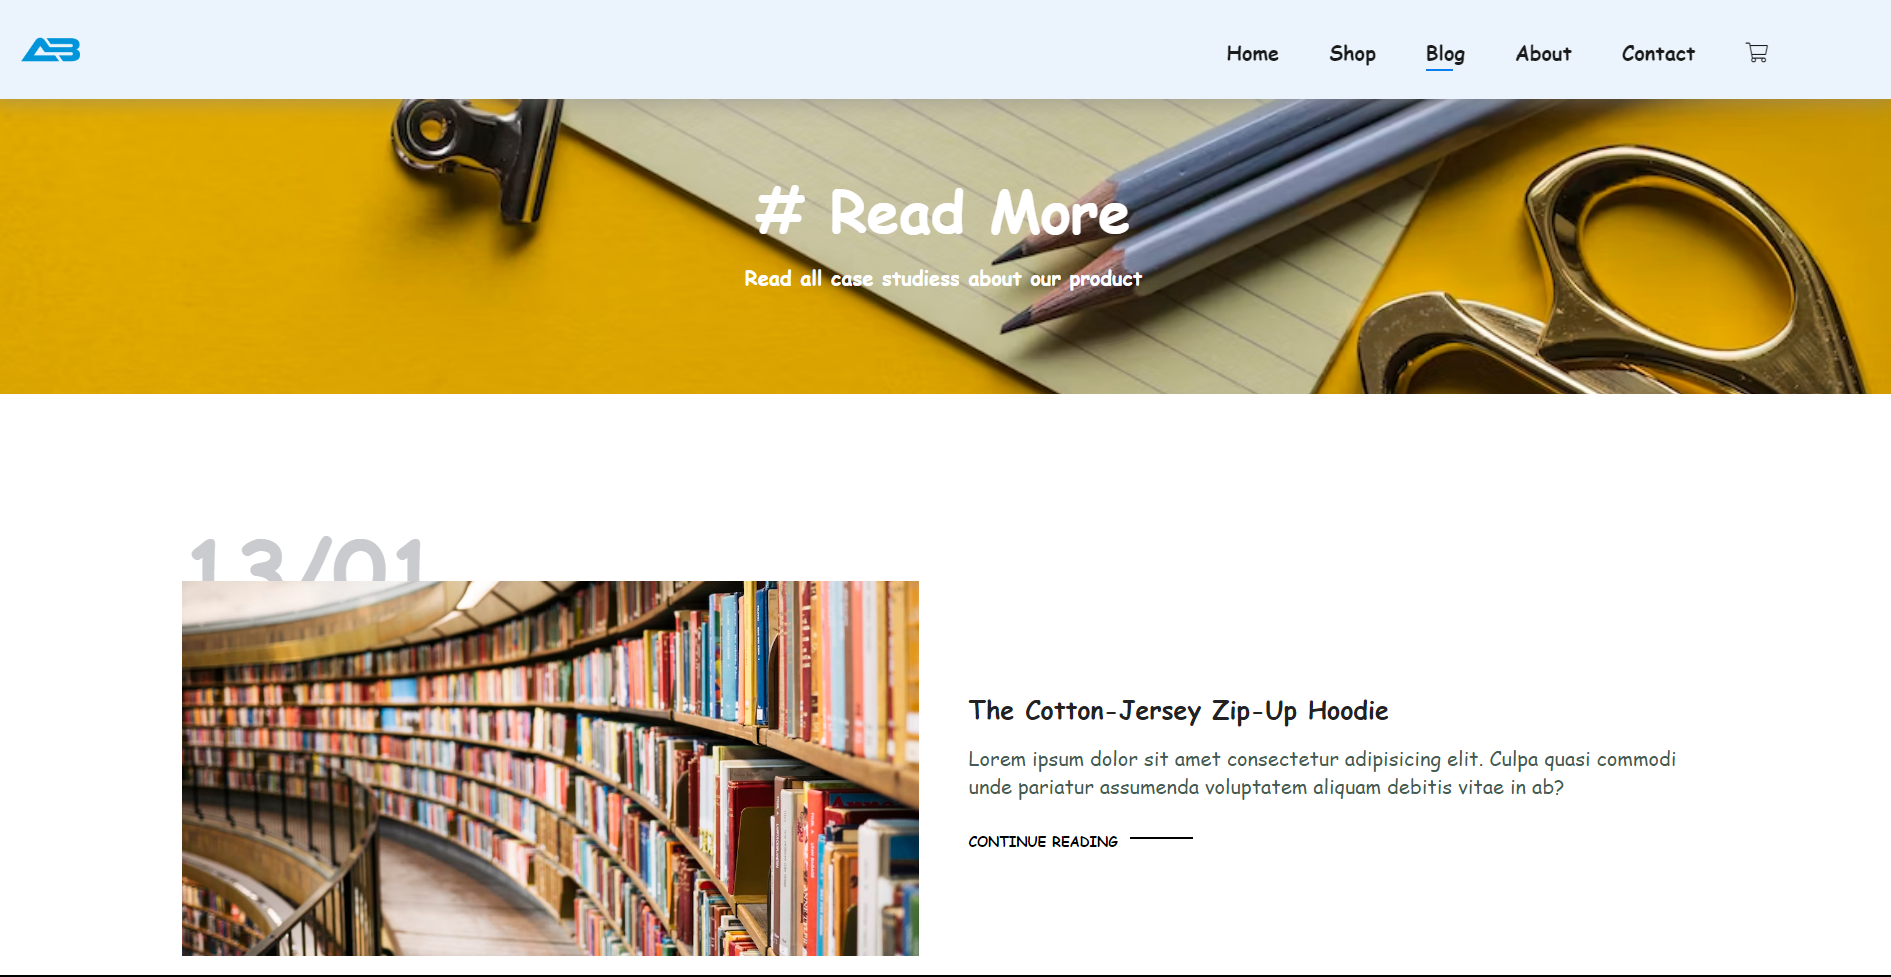 AB
Home Shop Blog About Contact
# Read More
Read all case studiess about our product
13/01
The Cotton-Jersey Zip-Up Hoodie
Lorem ipsum dolor sit amet consectetur adipisicing elit. Culpa quasi commodi
unde pariatur assumenda voluptatem aliquam debitis vitae in ab?
CONTINUE READING